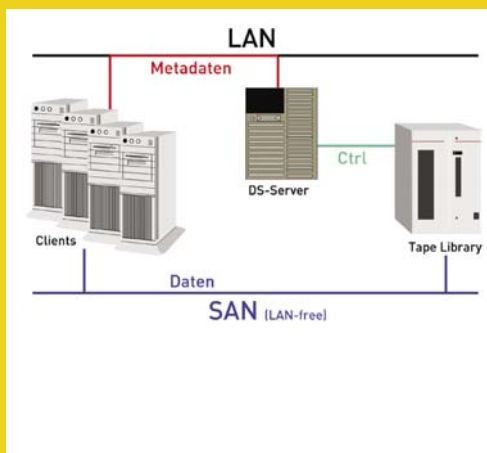 LAN
Metadaten
Ctrl
DS-Server
Clients
Tape Library
Daten
SAN (LAN-free)